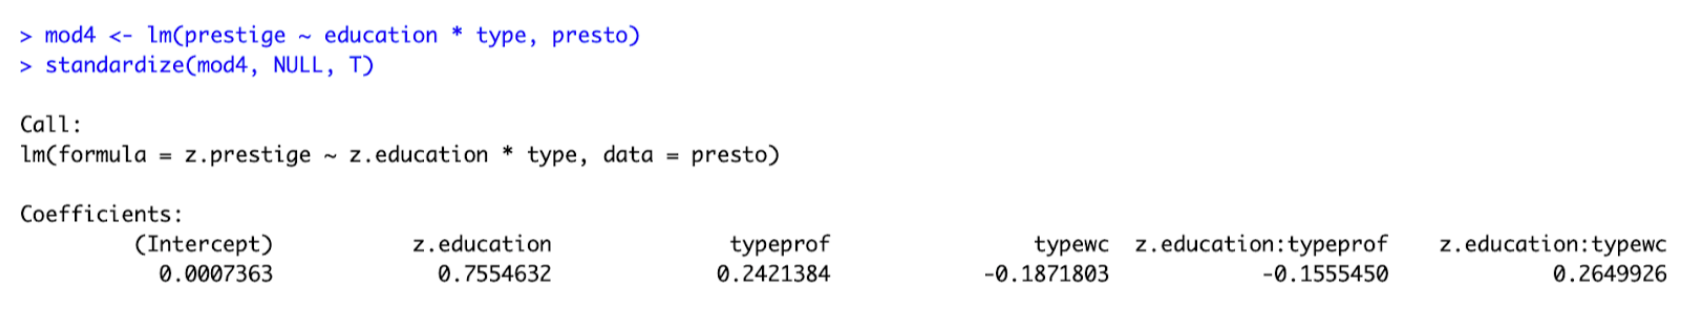 > mod4 <- lm(prestige ~ education * type, presto)
> standardize(mod4, NULL, T)
Call:
lm(formula = z.prestige ~ z.education * type, data = presto)
Coefficients:
(Intercept) z.education typeprof typewc z.education:typeprof z.education:typewc
0.0007363 0.7554632 0.2421384 -0.1871803 -0.1555450 0.2649926